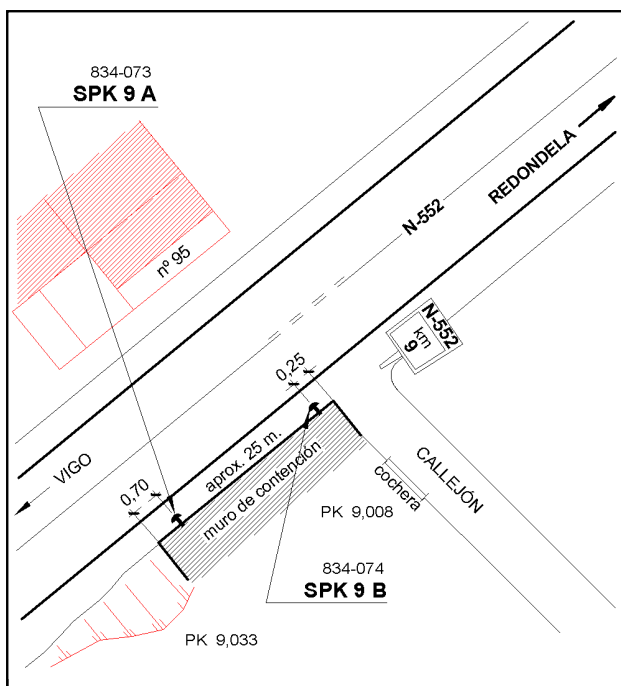 834-073
SPK 9 A
REDONDELA
N-552
nº 95
N-552
km
9
0,25
VIGO
aprox. 25 m.
0,70
muro de contención
cochera
CALLEJÓN
PK 9,008
834-074
SPK 9 B
PK 9,033